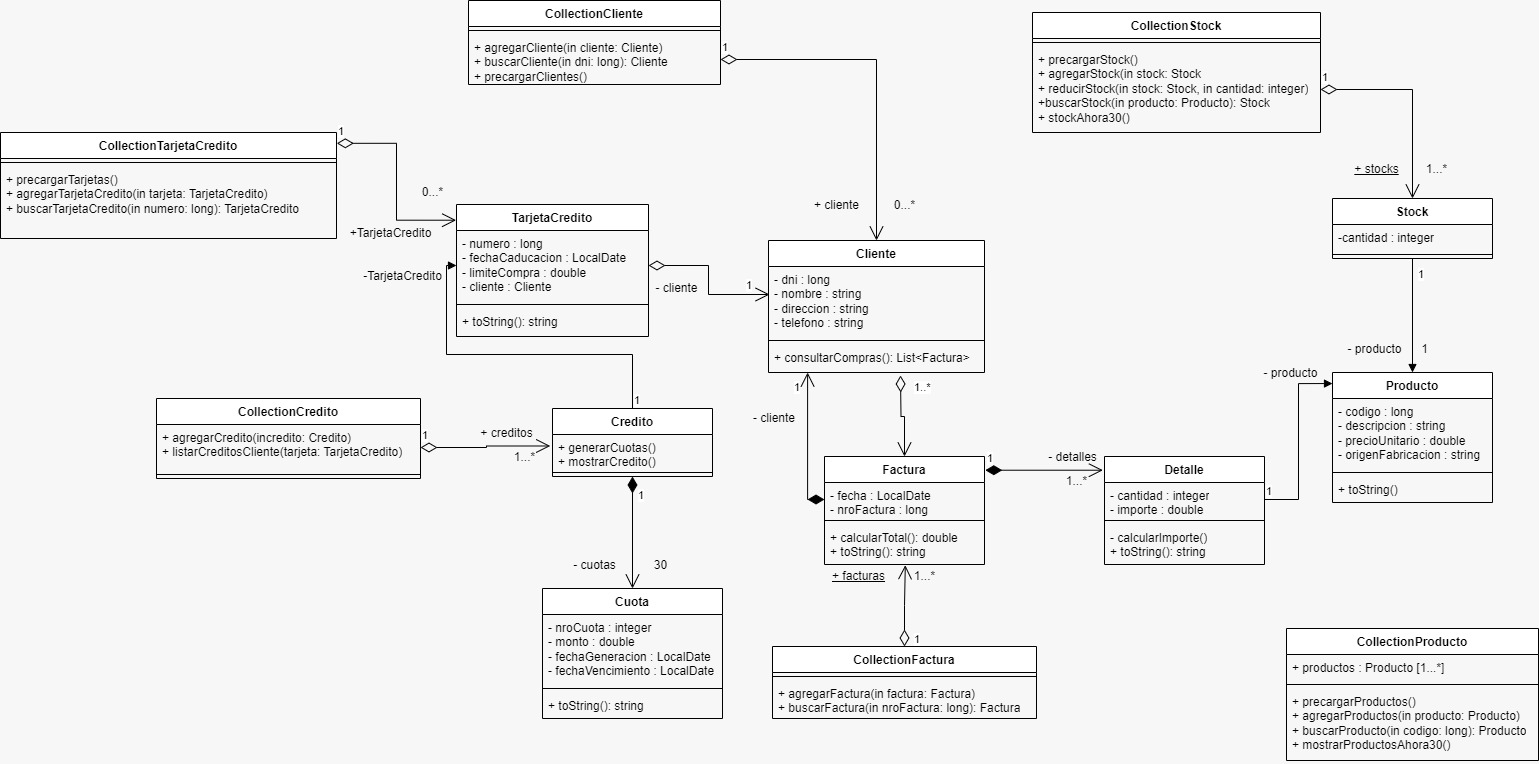 CollectionCliente
+ agregarCliente(in cliente: Cliente)
+ buscarCliente(in dni: long): Cliente
+ precargarClientes()
1
CollectionStock
+ precargarStock()
+ agregarStock(in stock: Stock
+ reducirStock(in stock: Stock, in cantidad: integer)
+buscarStock(in producto: Producto): Stock
+ stockAhora30()
1
CollectionTarjetaCredito
+ precargarTarjetas()
+ agregarTarjetaCredito(in tarjeta: TarjetaCredito)
+ buscarTarjetaCredito(in numero: long): TarjetaCredito
1
0...*
+TarjetaCredito
+ cliente
0...*
+ stocks
1...*
TarjetaCredito
- numero : long
- fechaCaducacion : LocalDate
- limiteCompra : double
- cliente : Cliente
+ toString(): string
-TarjetaCredito
- cliente
1
Cliente
- dni : long
- nombre : string
- direccion : string
- telefono : string
+ consultarCompras(): List<Factura>
Stock
-cantidad : integer
1
- producto
1
1
1..*
- cliente
- producto
Producto
- codigo : long
- descripcion : string
- precioUnitario : double
- origenFabricacion : string
+ toString()
CollectionCredito
+ agregarCredito(incredito: Credito)
+ listarCreditosCliente(tarjeta: TarjetaCredito)
1
+ creditos
1...*
1
Credito
+ generarCuotas()
+ mostrarCredito()
1
- cuotas
30
Factura
- fecha : LocalDate
- nroFactura : long
+ calcularTotal(): double
+ toString(): string
1
- detalles
1...*
Detalle
- cantidad : integer
- importe : double
- calcularImporte()
+ toString(): string
1
+ facturas
1...*
Cuota
- nroCuota : integer
- monto : double
- fechaGeneracion : LocalDate
- fechaVencimiento : LocalDate
+ toString(): string
1
CollectionFactura
+ agregarFactura(in factura: Factura)
+ buscarFactura(in nroFactura: long): Factura
CollectionProducto
+ productos : Producto [1...*]
+ precargarProductos()
+ agregarProductos(in producto: Producto)
+ buscarProducto(in codigo: long): Producto
+ mostrarProductosAhora30()